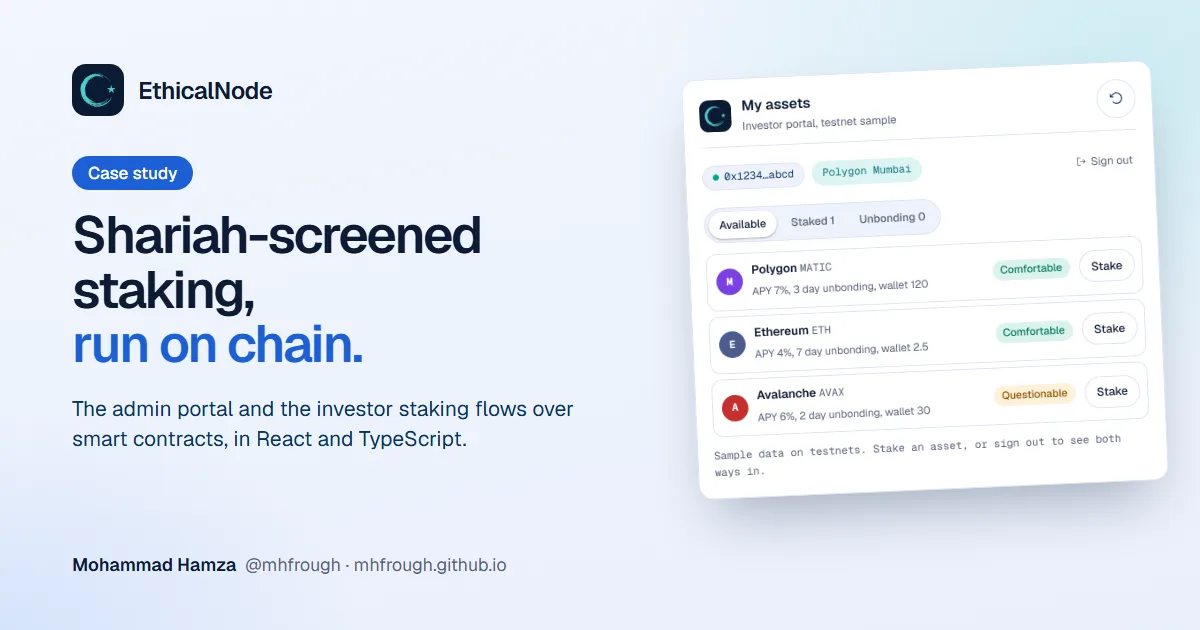 EthicalNode
Case study
Shariah-screened
staking,
run on chain.
The admin portal and the investor staking flows over
smart contracts, in React and TypeScript.
Mohammad Hamza @mhfrough · mhfrough.github.io
My assets
Investor portal, testnet sample
0x1234…abcd Polygon Mumbai Sign out
Available Staked 1 Unbonding 0
M Polygon MATIC Comfortable Stake
APY 7%, 3 day unbonding, wallet 120
E Ethereum ETH Comfortable Stake
APY 4%, 7 day unbonding, wallet 2.5
A Avalanche AVAX Questionable Stake
APY 6%, 2 day unbonding, wallet 30
Sample data on testnets. Stake an asset, or sign out to see both
ways in.